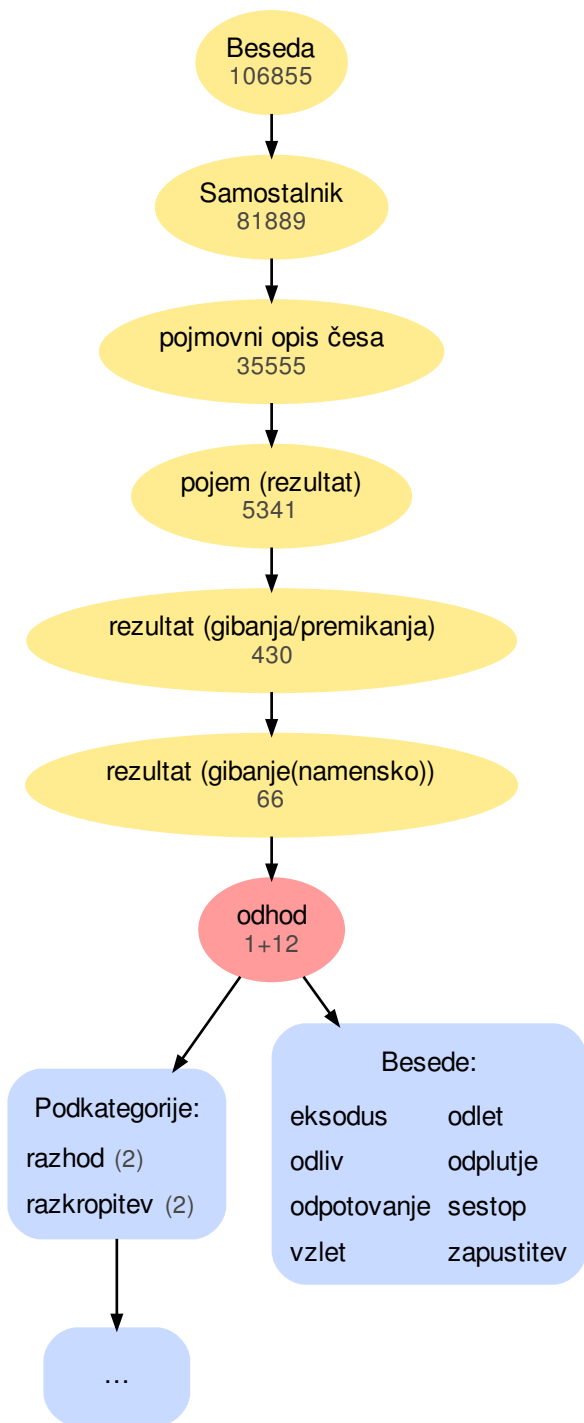 Beseda
106855
Samostalnik
81889
pojmovni opis česa
35555
pojem (rezultat)
5341
rezultat (gibanja/premikanja)
430
rezultat (gibanje(namensko))
66
odhod
1+12
Podkategorije:
razhod (2)
razkropitev (2)
…
Besede:
eksodus odlet
odliv odplutje
odpotovanje sestop
vzlet zapustitev